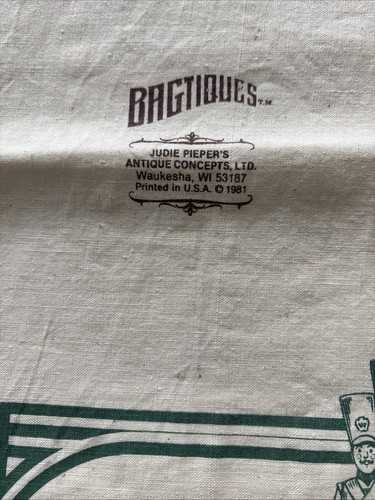 BAGTIQUES TM
JUDIE PIEPER'S
ANTIQUE CONCEPTS, LTD.
Waukesha, WI 53187
Printed in U.S.A. © 1981